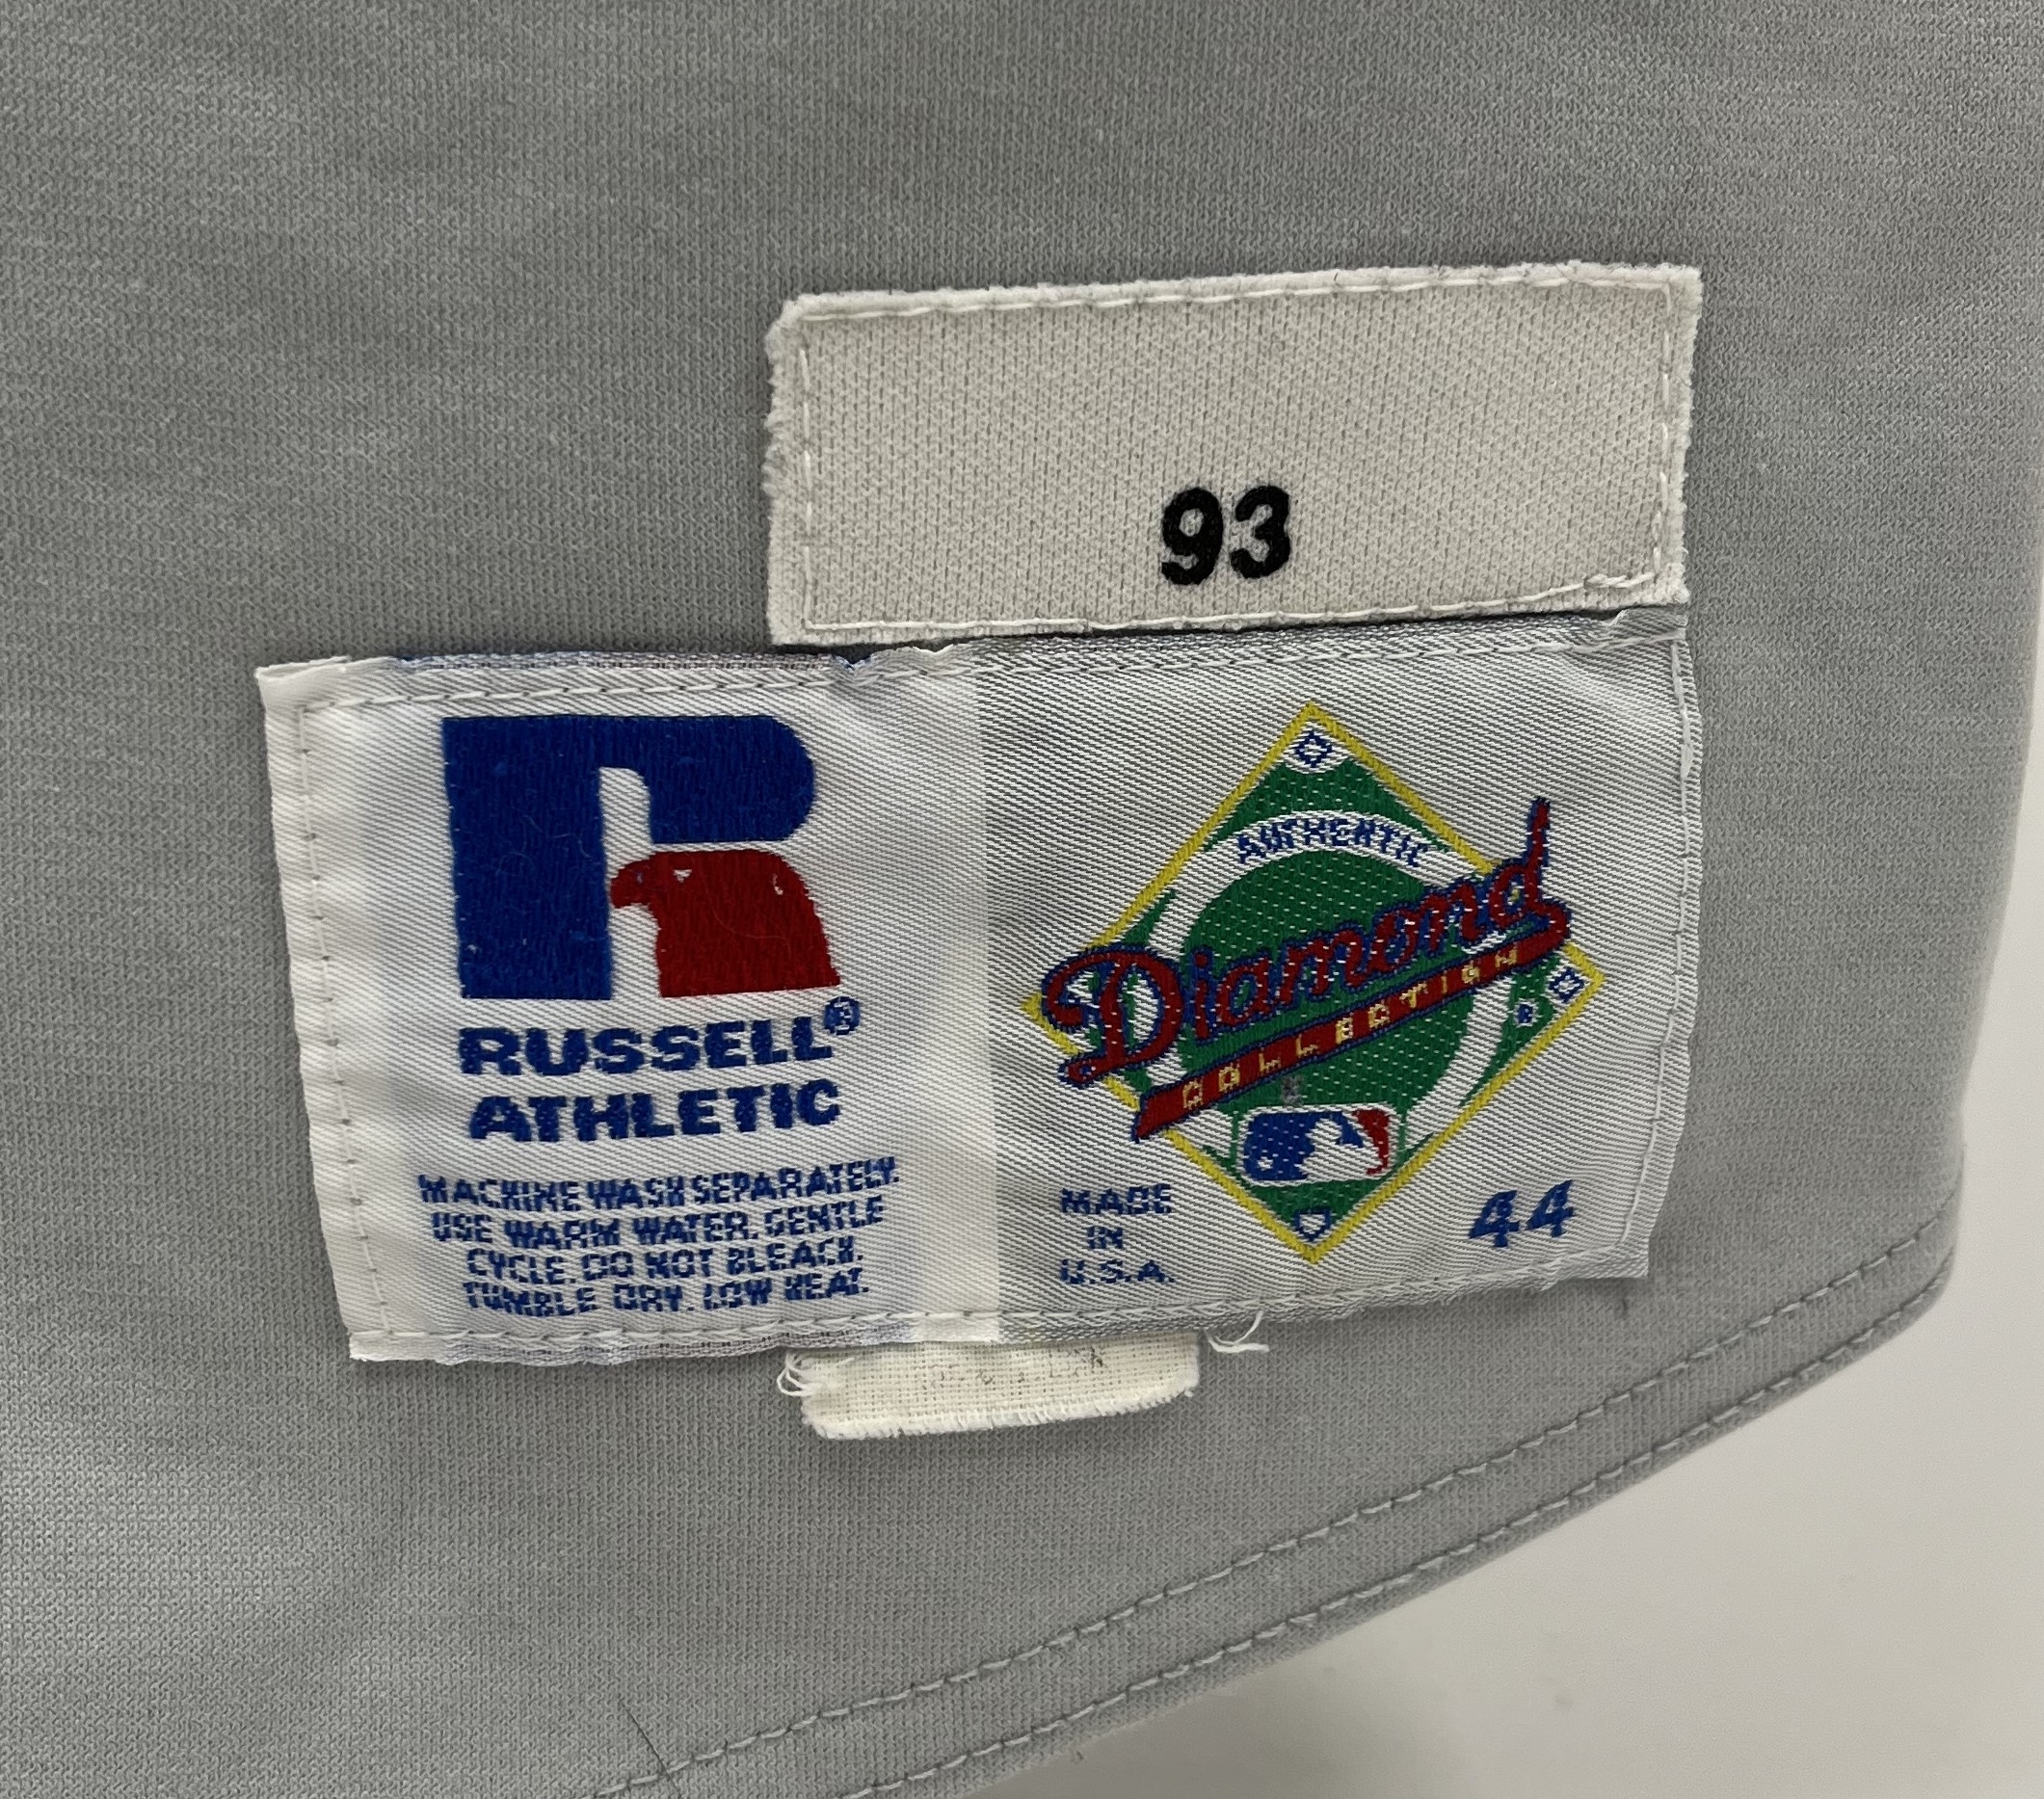 93
RUSSELL®
ATHLETIC
MACHINE WASH SEPARATELY.
USE WARM WATER. GENTLE
CYCLE. DO NOT BLEACH.
TUMBLE DRY. LOW HEAT.
AUTHENTIC
Diamond
COLLECTION
MADE
IN
U.S.A.
44